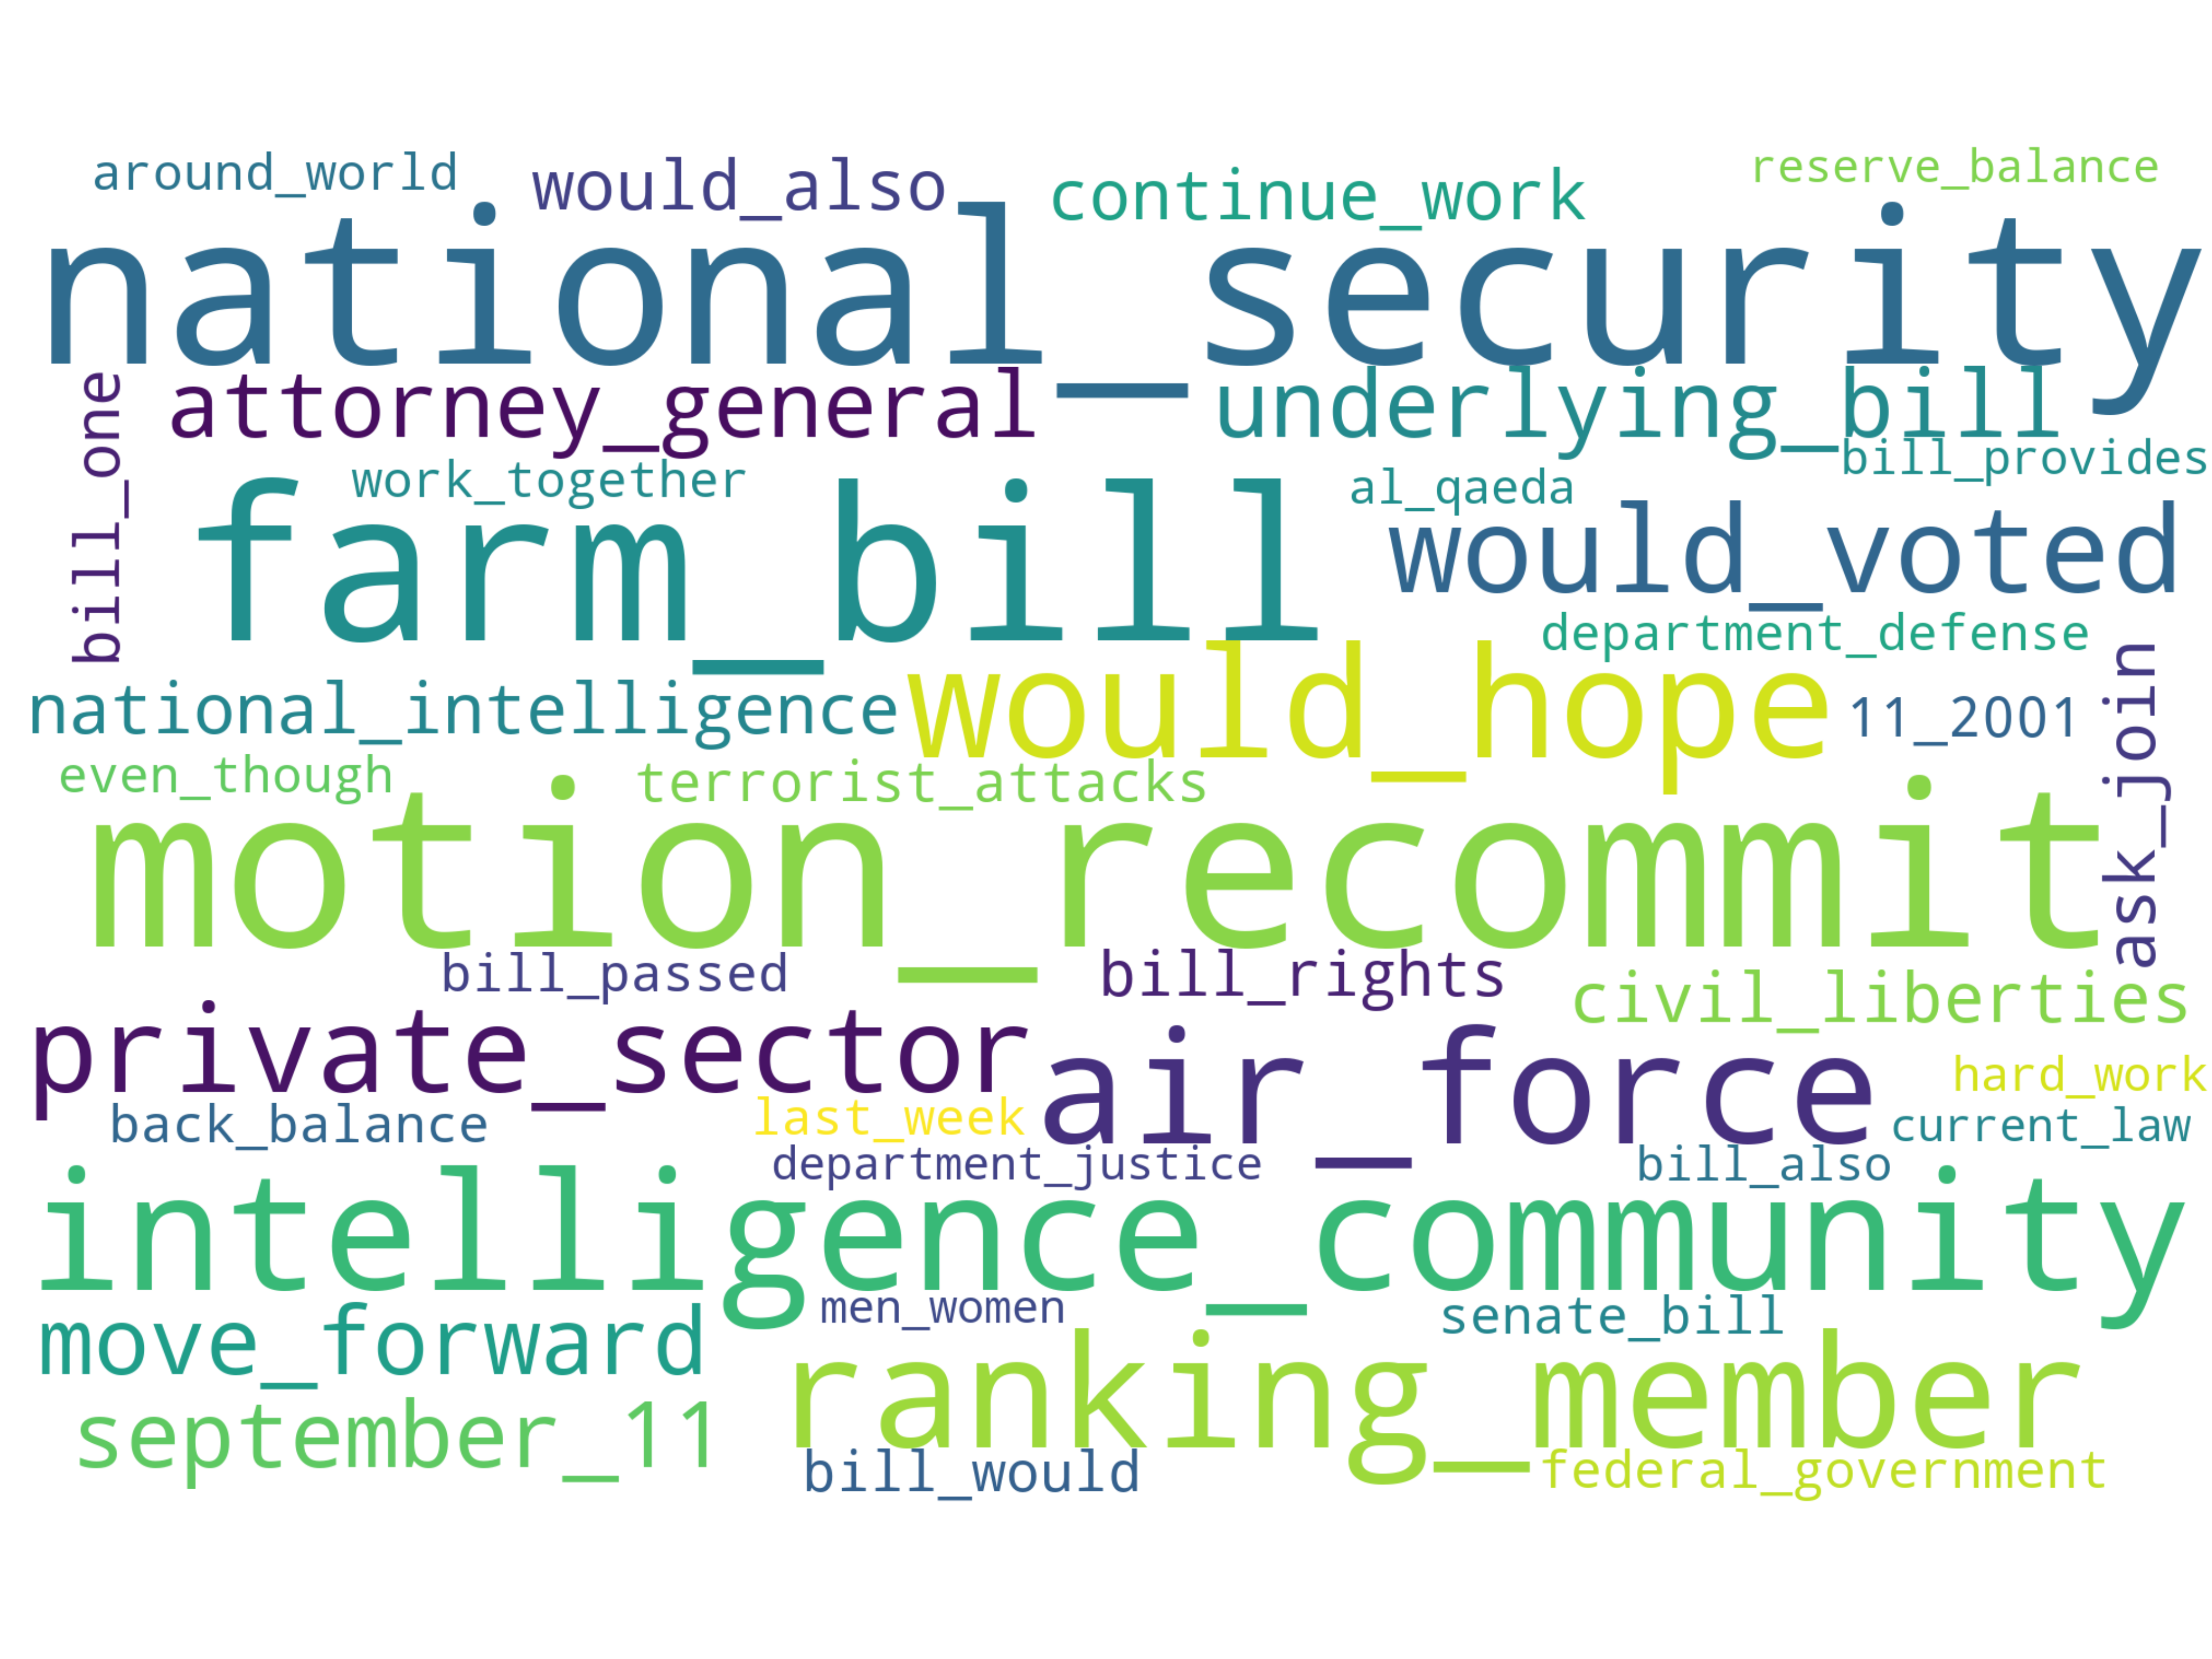 around_world would_also continue_work reserve_balance
national_security
bill_one attorney_general underlying_bill
work_together al_qaeda bill_provides
farm_bill would_voted
department_defense
national_intelligence would_hope 11_2001 ask_join
even_though terrorist_attacks
motion_recommit
bill_passed bill_rights civil_liberties
private_sector air_force hard_work
back_balance last_week current_law
department_justice bill_also
intelligence_community
men_women senate_bill
move_forward ranking_member
september_11
bill_would federal_government